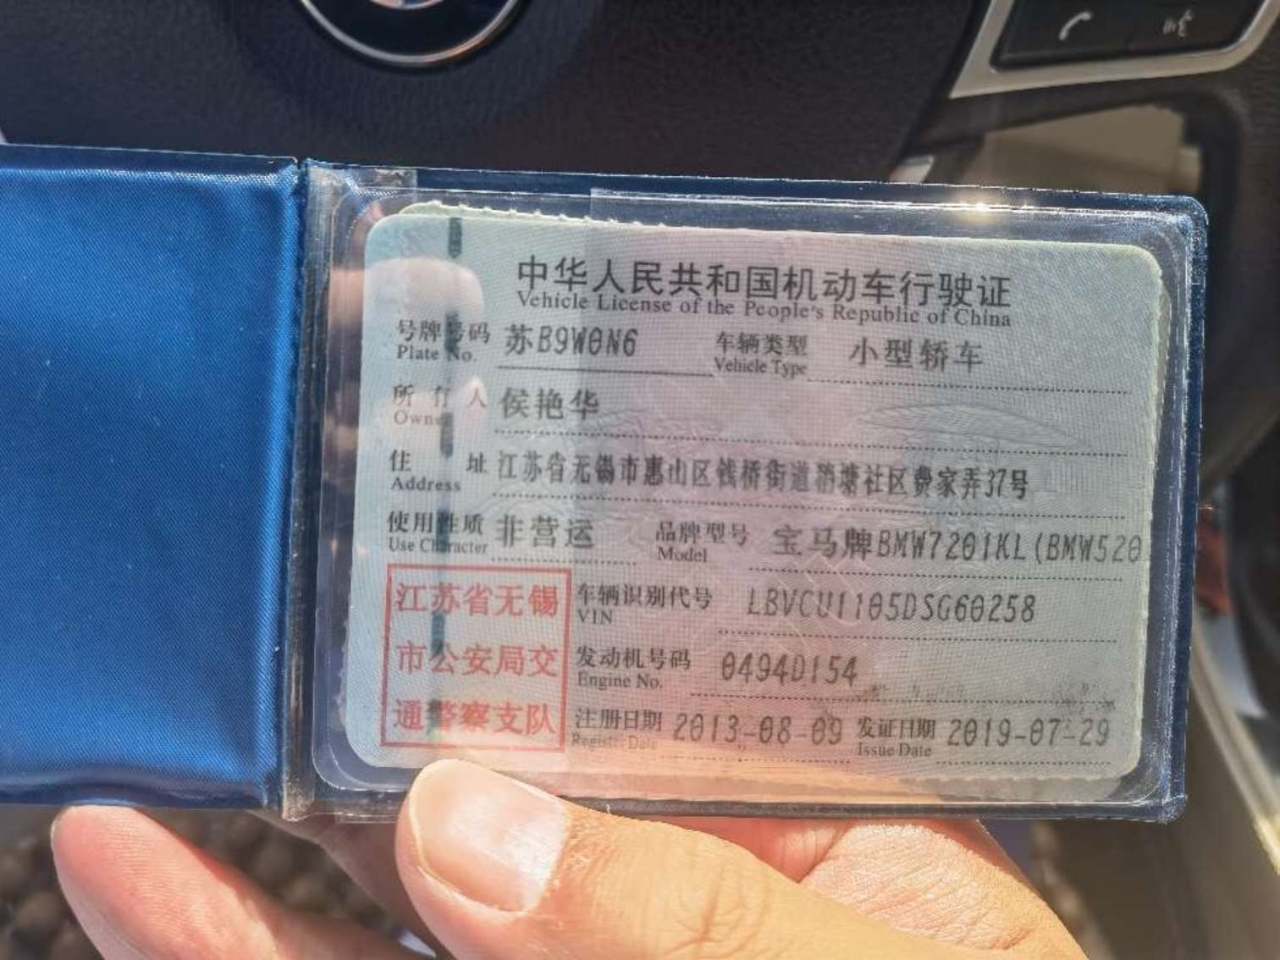 中华人民共和国机动车行驶证
Vehicle License of the People's Republic of China
号牌号码 苏B9W0N6 车辆类型 小型轿车
Plate No. Vehicle Type
所有人 侯艳华
Owner
住址 江苏省无锡市惠山区钱桥街道稍塘社区费家弄37号
Address
使用性质 非营运 品牌型号 宝马牌BMW7201KL(BMW520
Use Character Model
江苏省无锡
市公安局交
通警察支队
车辆识别代号 LBVCU1105DSG60258
VIN
发动机号码 0494D154
Engine No.
注册日期 2013-08-09 发证日期 2019-07-29
Register Date Issue Date